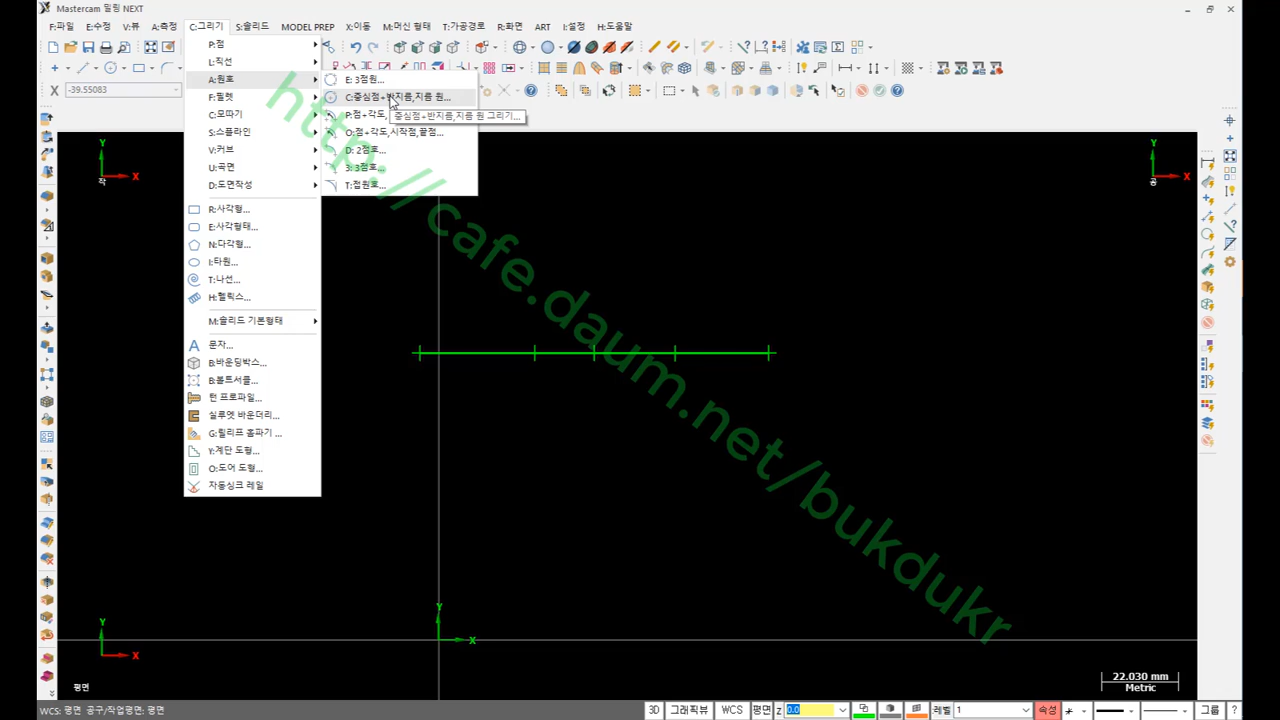 Mastercam 밀링 NEXT
F:파일 E:수정 V:뷰 A:측정 C:그리기 S:솔리드 MODEL PREP X:이동 M:머신 형태 T:가공경로 R:화면 ART I:설정 H:도움말
X -39.55083
P:점
L:직선
A:원호
F:필렛
C:모따기
S:스플라인
V:커브
U:곡면
D:도면작성
R:사각형...
E:사각형태...
N:다각형...
I:타원...
T:나선...
H:헬릭스...
M:솔리드 기본형태
문자...
B:바운딩박스...
B:볼트서클...
턴 프로파일...
실루엣 바운더리...
G:릴리프 홈파기 ...
Y:계단 도형...
O:도어 도형...
자동싱크 레일
E: 3점원...
C:중심점+반지름,지름 원...
P:점+각도,
중심점+반지름,지름 원 그리기...
O:점+각도,시작점,끝점...
D: 2점호...
3: 3점호...
T:접원호...
Y
X
작
Y
X
공
http://cafe.daum.net/bukdukr
Y
X
Y
X
평면
22.030 mm
Metric
WCS: 평면 공구/작업평면: 평면
3D 그래픽뷰 WCS 평면 Z 0.0 레벨 1 속성 그룹 ?